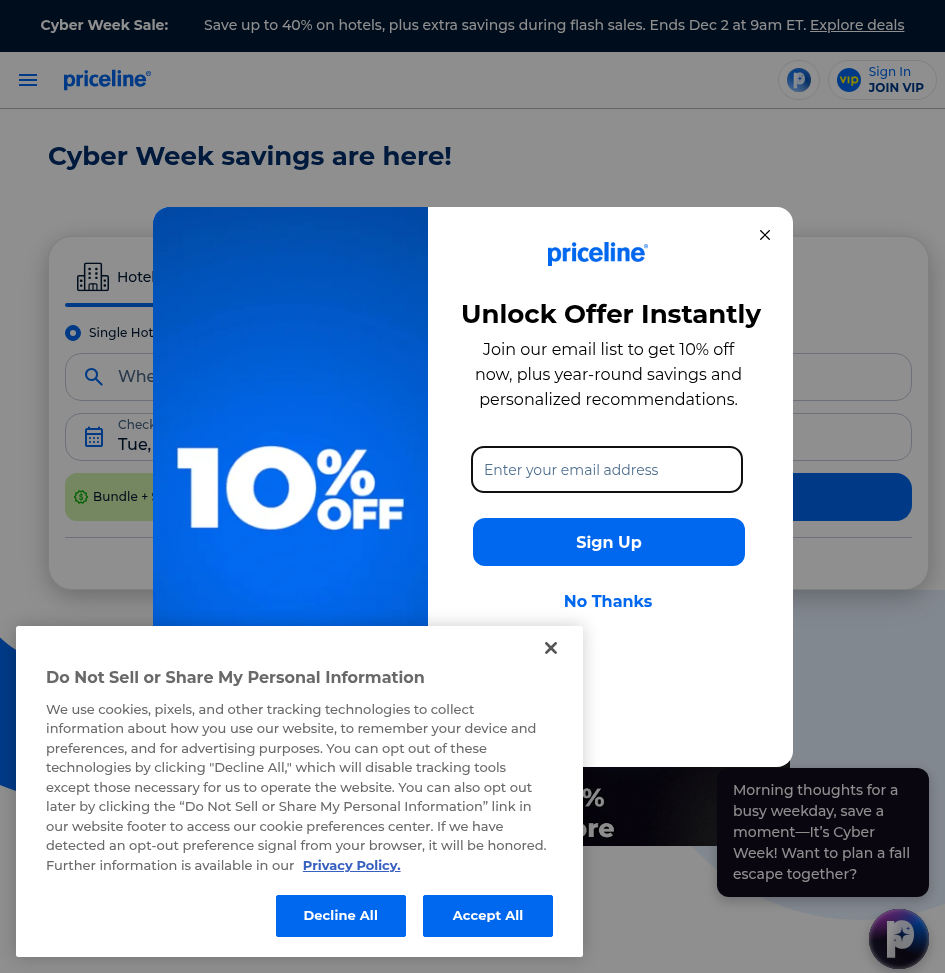 Cyber Week Sale: Save up to 40% on hotels, plus extra savings during flash sales. Ends Dec 2 at 9am ET. Explore deals
priceline
VIP
Sign In
JOIN VIP
Cyber Week savings are here!
Hotel
Single Hot
Whe
Check
Tue,
Bundle +
10% OFF
priceline
Unlock Offer Instantly
Join our email list to get 10% off
now, plus year-round savings and
personalized recommendations.
Enter your email address
Sign Up
No Thanks
Do Not Sell or Share My Personal Information
We use cookies, pixels, and other tracking technologies to collect
information about how you use our website, to remember your device and
preferences, and for advertising purposes. You can opt out of these
technologies by clicking "Decline All," which will disable tracking tools
except those necessary for us to operate the website. You can also opt out
later by clicking the “Do Not Sell or Share My Personal Information” link in
our website footer to access our cookie preferences center. If we have
detected an opt-out preference signal from your browser, it will be honored.
Further information is available in our Privacy Policy.
Decline All
Accept All
%
ore
Morning thoughts for a
busy weekday, save a
moment—It’s Cyber
Week! Want to plan a fall
escape together?
p